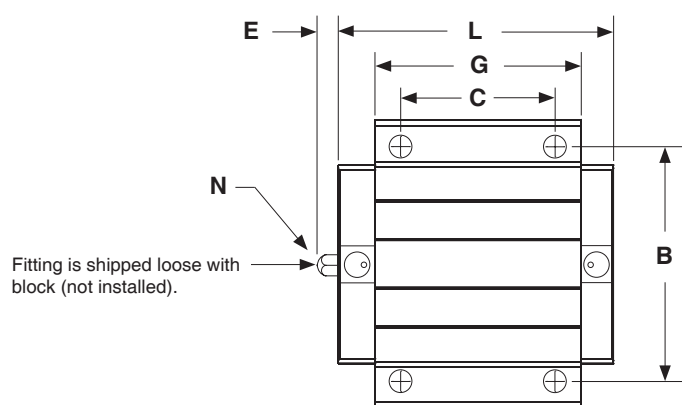 E
L
G
C
N
B
Fitting is shipped loose with
block (not installed).